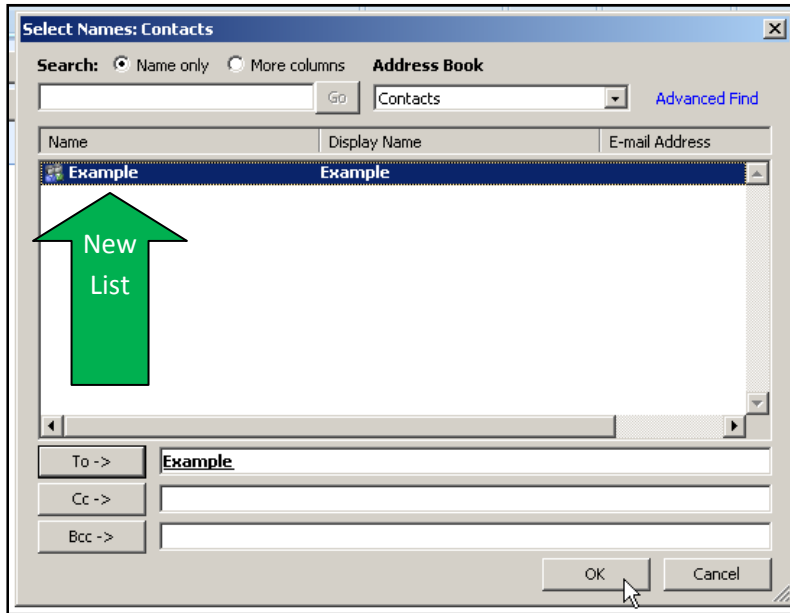 Select Names: Contacts
Search: Name only More columns Address Book
Go Contacts Advanced Find
Name Display Name E-mail Address
Example Example
New
List
To -> Example
Cc ->
Bcc ->
OK Cancel